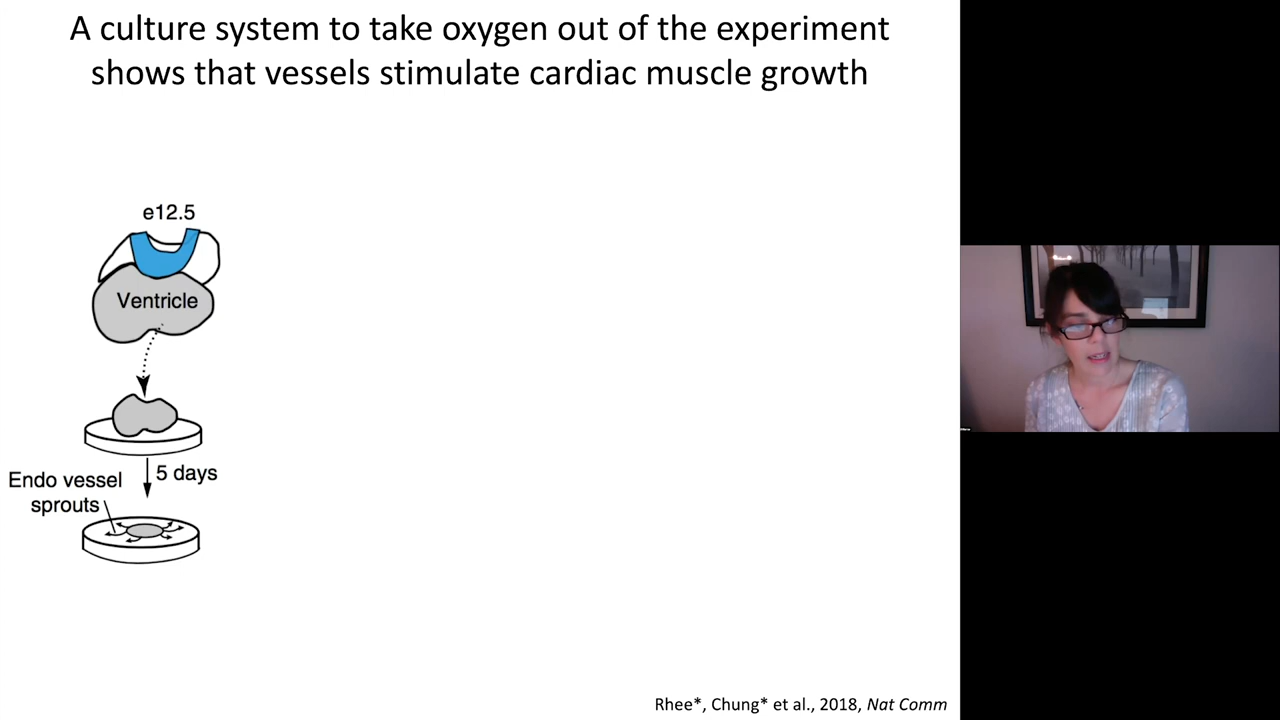 A culture system to take oxygen out of the experiment
shows that vessels stimulate cardiac muscle growth
e12.5
Ventricle
5 days
Endo vessel
sprouts
Rhee*, Chung* et al., 2018, Nat Comm